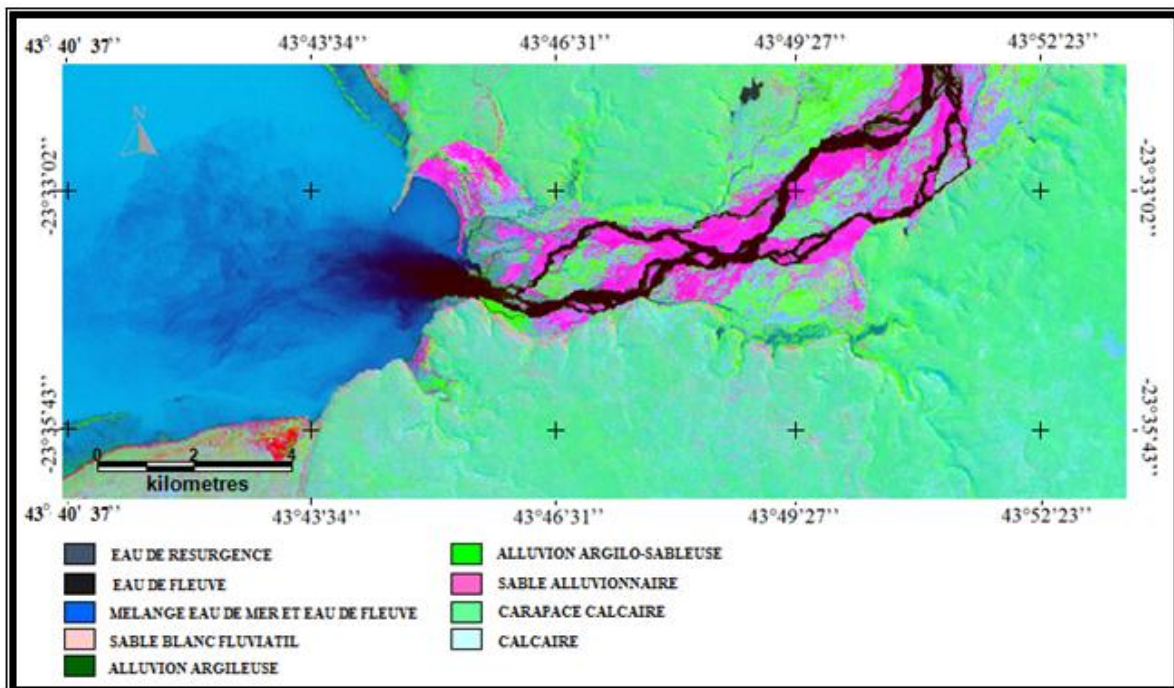 43° 40' 37'' 43°43'34'' 43°46'31'' 43°49'27'' 43°52'23''
N
-23°33'02'' -23°33'02''
-23°35'43'' -23°35'43''
0 2 4
kilometres
43° 40' 37'' 43°43'34'' 43°46'31'' 43°49'27'' 43°52'23''
EAU DE RESURGENCE
EAU DE FLEUVE
MELANGE EAU DE MER ET EAU DE FLEUVE
SABLE BLANC FLUVIATIL
ALLUVION ARGILEUSE
ALLUVION ARGILO-SABLEUSE
SABLE ALLUVIONNAIRE
CARAPACE CALCAIRE
CALCAIRE